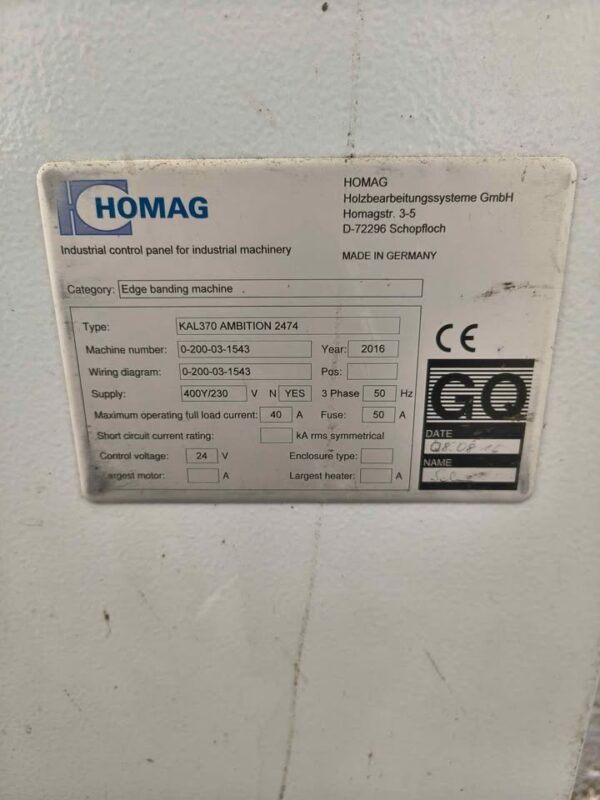 HOMAG
HOMAG
Holzbearbeitungssysteme GmbH
Homagstr. 3-5
D-72296 Schopfloch
Industrial control panel for industrial machinery
MADE IN GERMANY
Category: Edge banding machine
Type: KAL370 AMBITION 2474
Machine number: 0-200-03-1543 Year: 2016
Wiring diagram: 0-200-03-1543 Pos:
Supply: 400Y/230 V N YES 3 Phase 50 Hz
Maximum operating full load current: 40 A Fuse: 50 A
Short circuit current rating: kA rms symmetrical
Control voltage: 24 V Enclosure type:
Largest motor: A Largest heater: A
CE
GQ
DATE
08.08.16
NAME